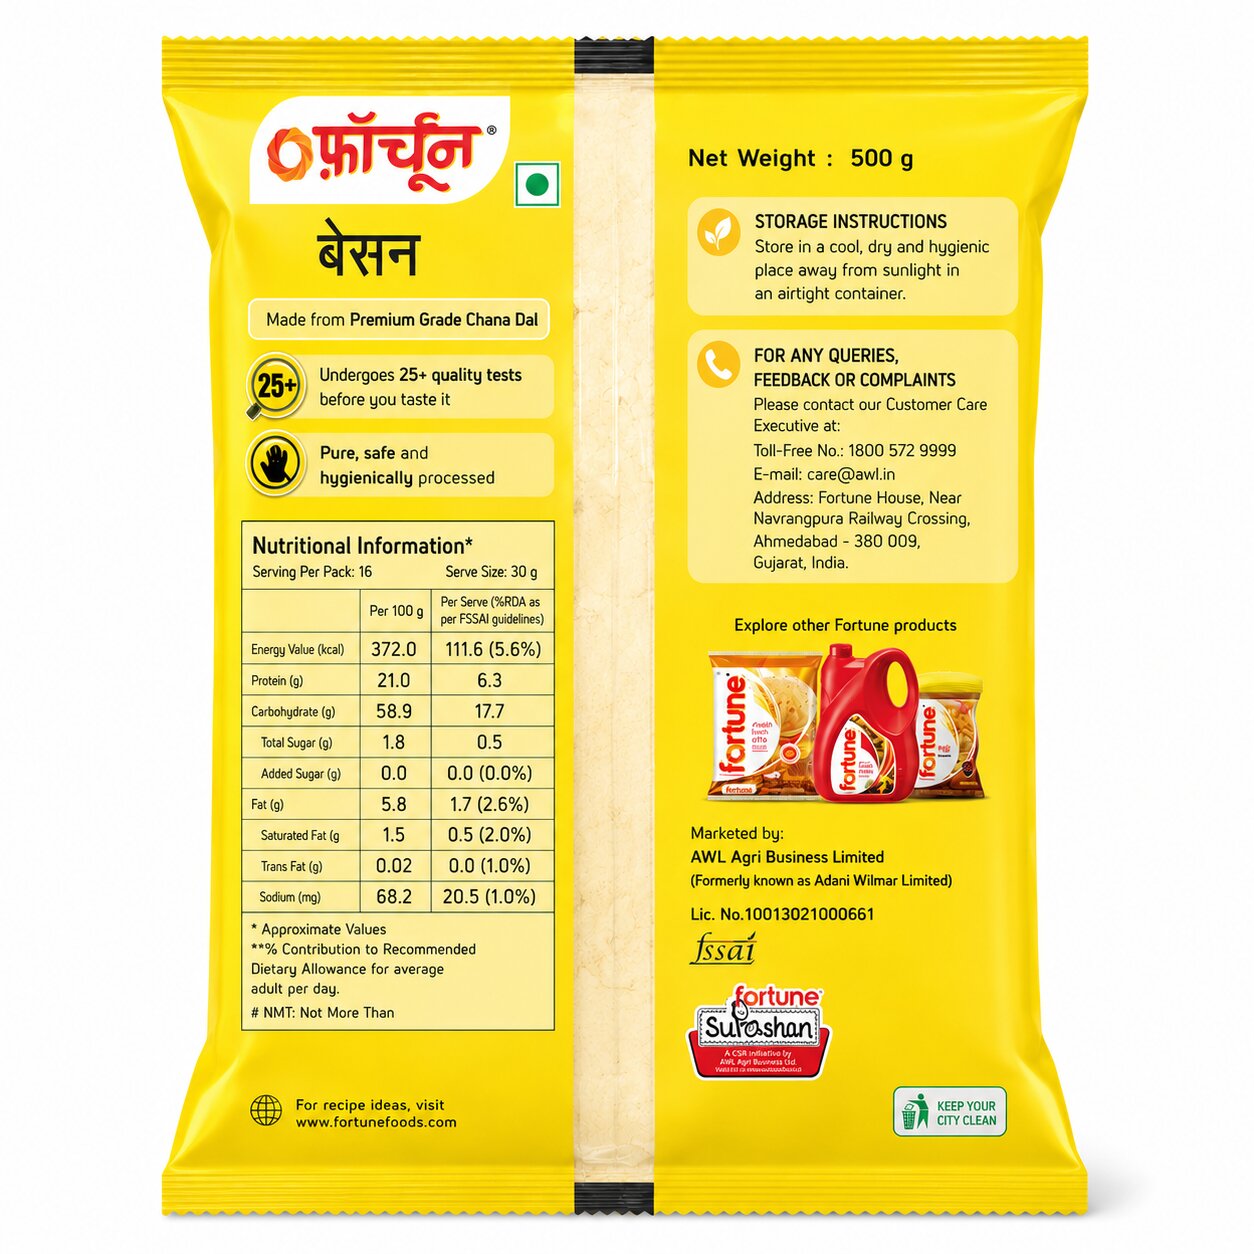 फ़ॉर्चून®
बेसन
Made from Premium Grade Chana Dal
25+
Undergoes 25+ quality tests
before you taste it
Pure, safe and
hygienically processed
Nutritional Information*
Serving Per Pack: 16 Serve Size: 30 g
Per 100 g Per Serve (%RDA as
per FSSAI guidelines)
Energy Value (kcal) 372.0 111.6 (5.6%)
Protein (g) 21.0 6.3
Carbohydrate (g) 58.9 17.7
Total Sugar (g) 1.8 0.5
Added Sugar (g) 0.0 0.0 (0.0%)
Fat (g) 5.8 1.7 (2.6%)
Saturated Fat (g 1.5 0.5 (2.0%)
Trans Fat (g) 0.02 0.0 (1.0%)
Sodium (mg) 68.2 20.5 (1.0%)
* Approximate Values
**% Contribution to Recommended
Dietary Allowance for average
adult per day.
# NMT: Not More Than
For recipe ideas, visit
www.fortunefoods.com
Net Weight : 500 g
STORAGE INSTRUCTIONS
Store in a cool, dry and hygienic
place away from sunlight in
an airtight container.
FOR ANY QUERIES,
FEEDBACK OR COMPLAINTS
Please contact our Customer Care
Executive at:
Toll-Free No.: 1800 572 9999
E-mail: care@awl.in
Address: Fortune House, Near
Navrangpura Railway Crossing,
Ahmedabad - 380 009,
Gujarat, India.
Explore other Fortune products
fortune
fortune
fortune
fortune
Marketed by:
AWL Agri Business Limited
(Formerly known as Adani Wilmar Limited)
Lic. No.10013021000661
fssai
fortune
SuPoshan
A CSR initiative by
AWL Agri Business Ltd.
KEEP YOUR
CITY CLEAN